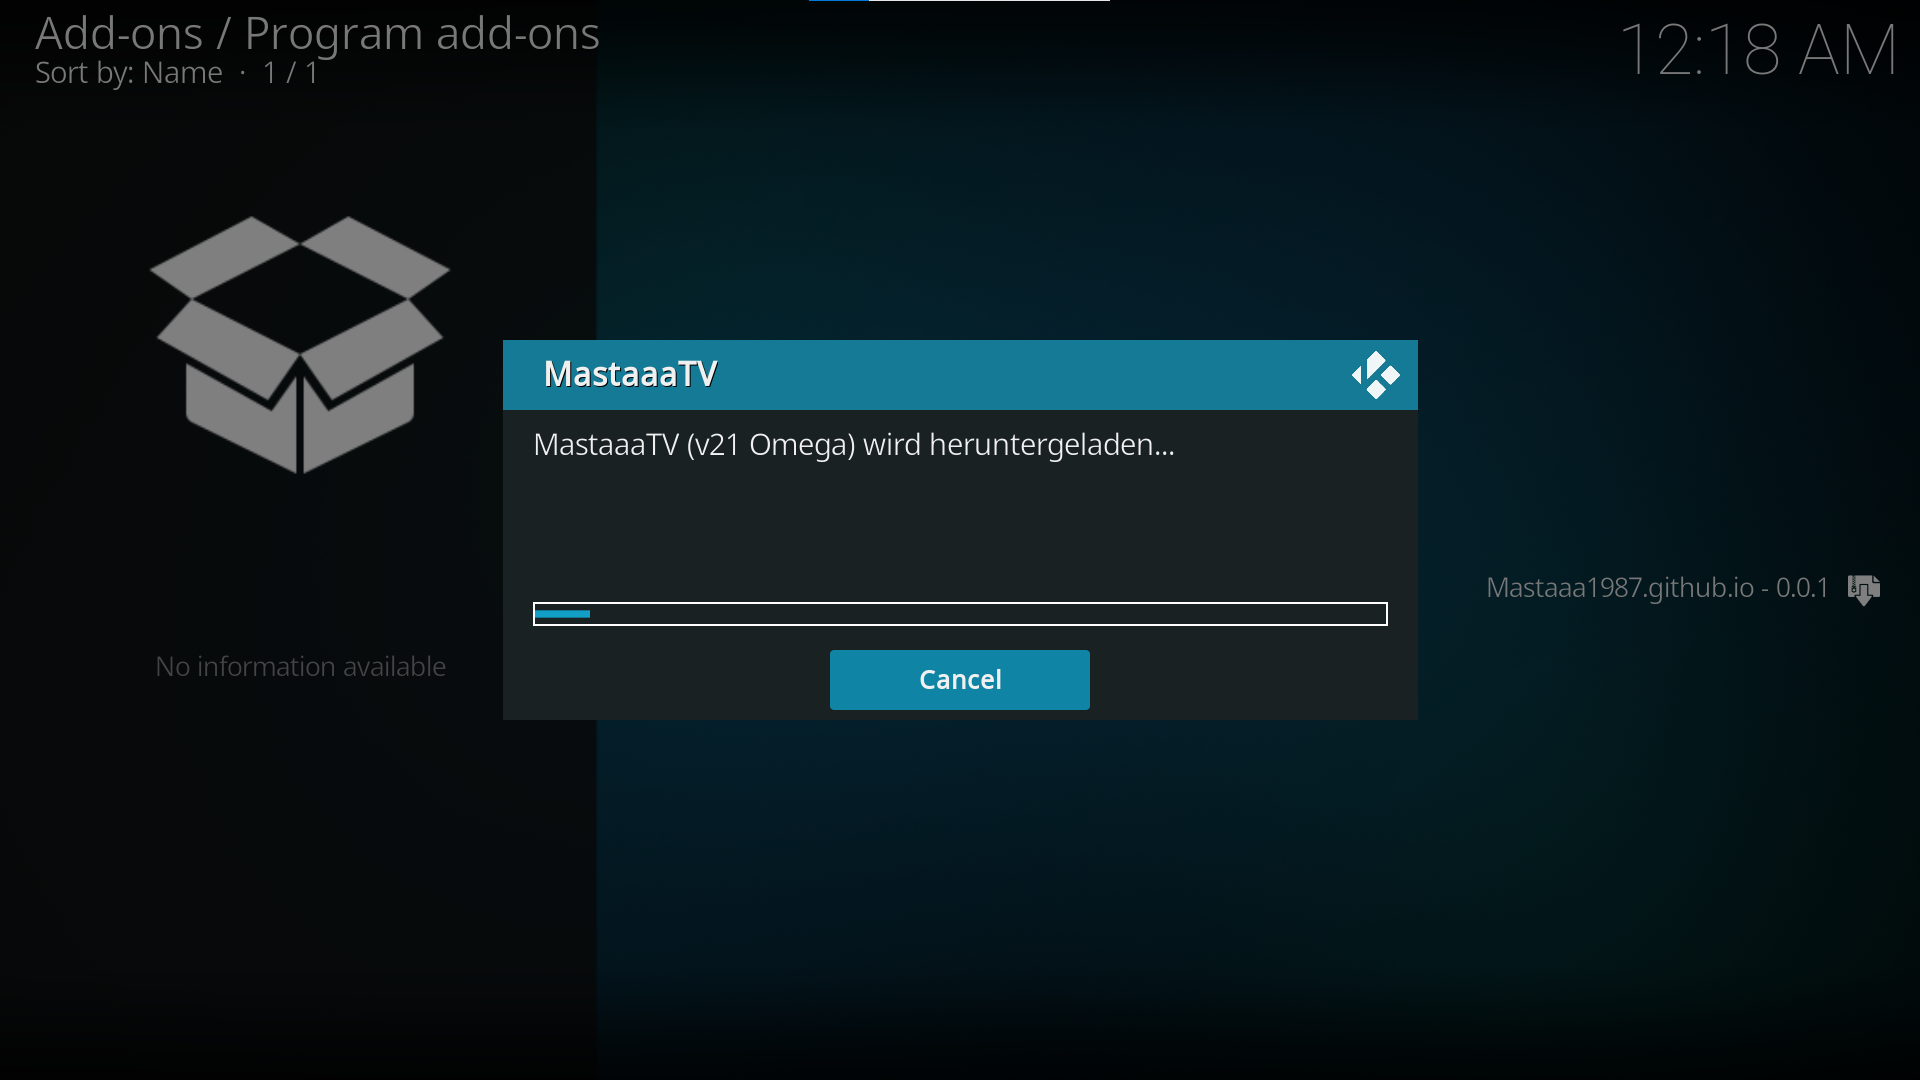 Add-ons / Program add-ons
Sort by: Name · 1 / 1
12:18 AM
MastaaaTV
MastaaaTV (v21 Omega) wird heruntergeladen...
Mastaaa1987.github.io - 0.0.1
No information available
Cancel